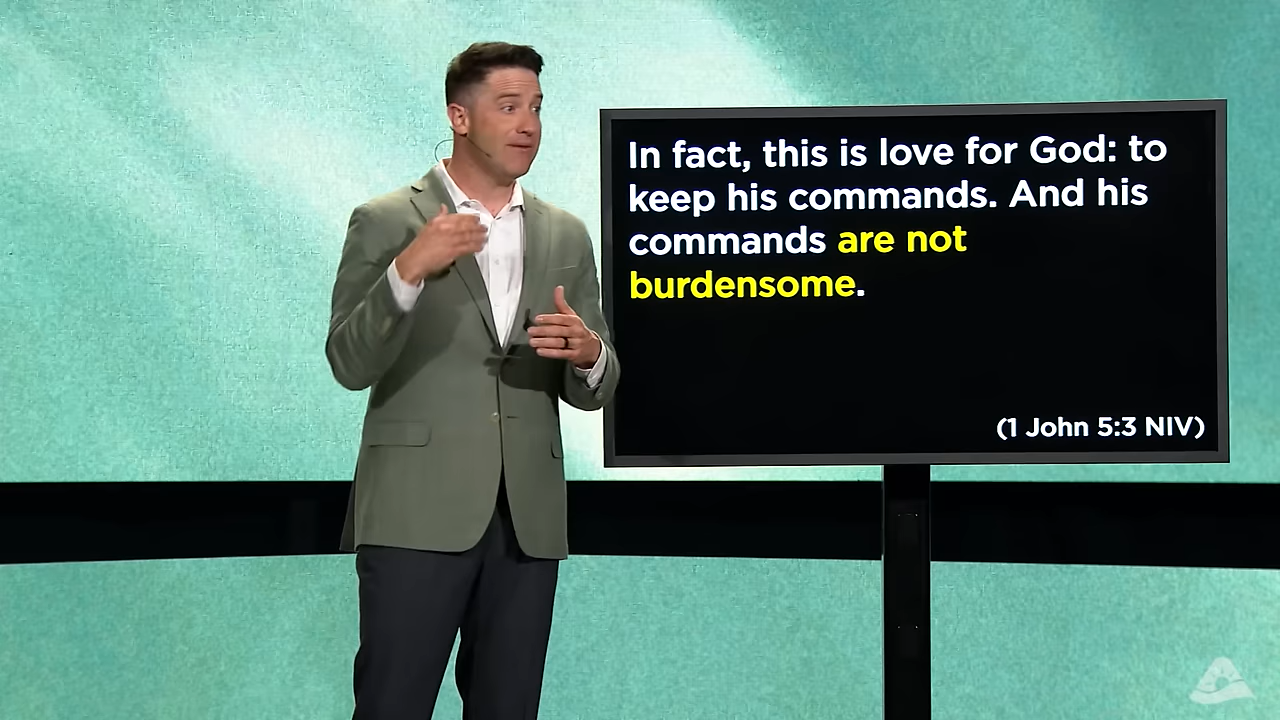 In fact, this is love for God: to
keep his commands. And his
commands are not
burdensome.
(1 John 5:3 NIV)